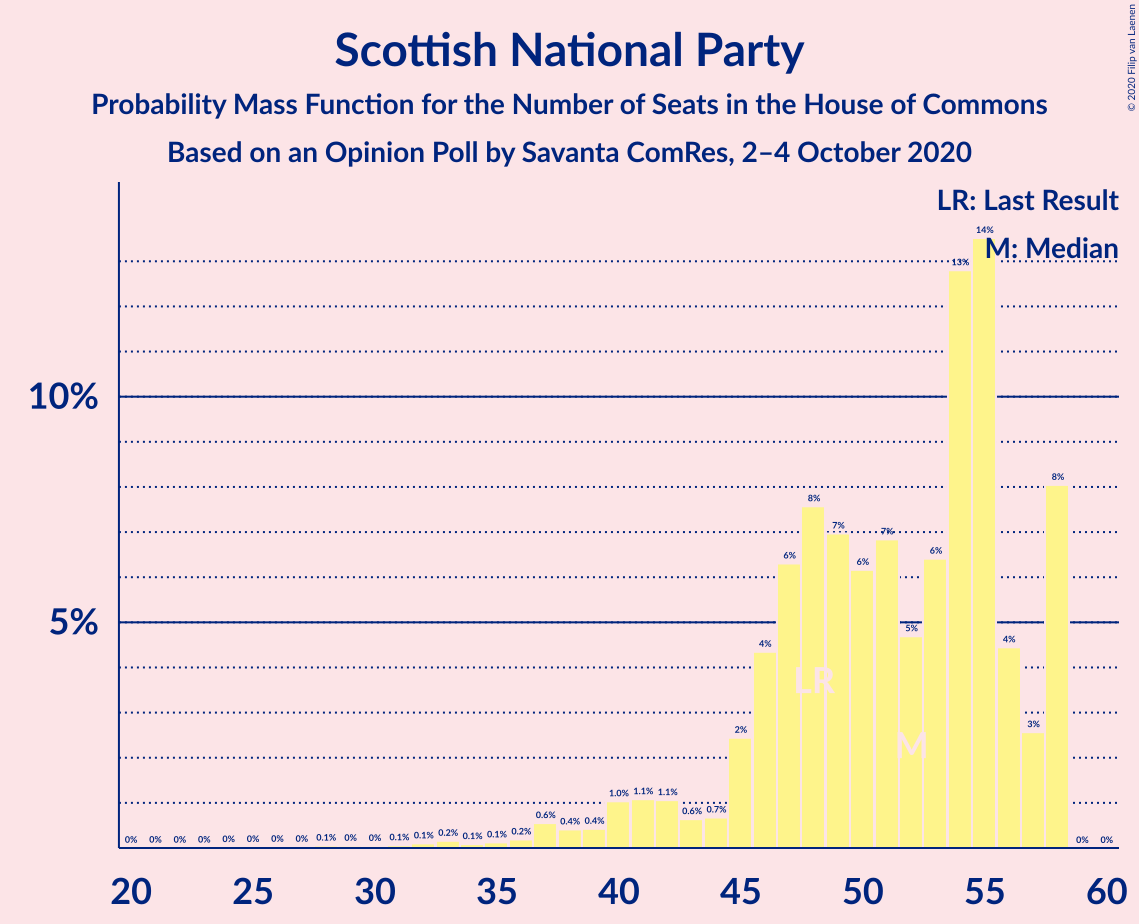 Scottish National Party
Probability Mass Function for the Number of Seats in the House of Commons
Based on an Opinion Poll by Savanta ComRes, 2–4 October 2020
© 2020 Filip van Laenen
LR: Last Result
M: Median
10%
5%
0% 0% 0% 0% 0% 0% 0% 0% 0.1% 0% 0% 0.1% 0.1% 0.2% 0.1% 0.1% 0.2% 0.6% 0.4% 0.4% 1.0% 1.1% 1.1% 0.6% 0.7% 2% 4% 6% 8% 7% 6% 7% 5% 6% 13% 14% 4% 3% 8% 0% 0%
LR
M
20 25 30 35 40 45 50 55 60